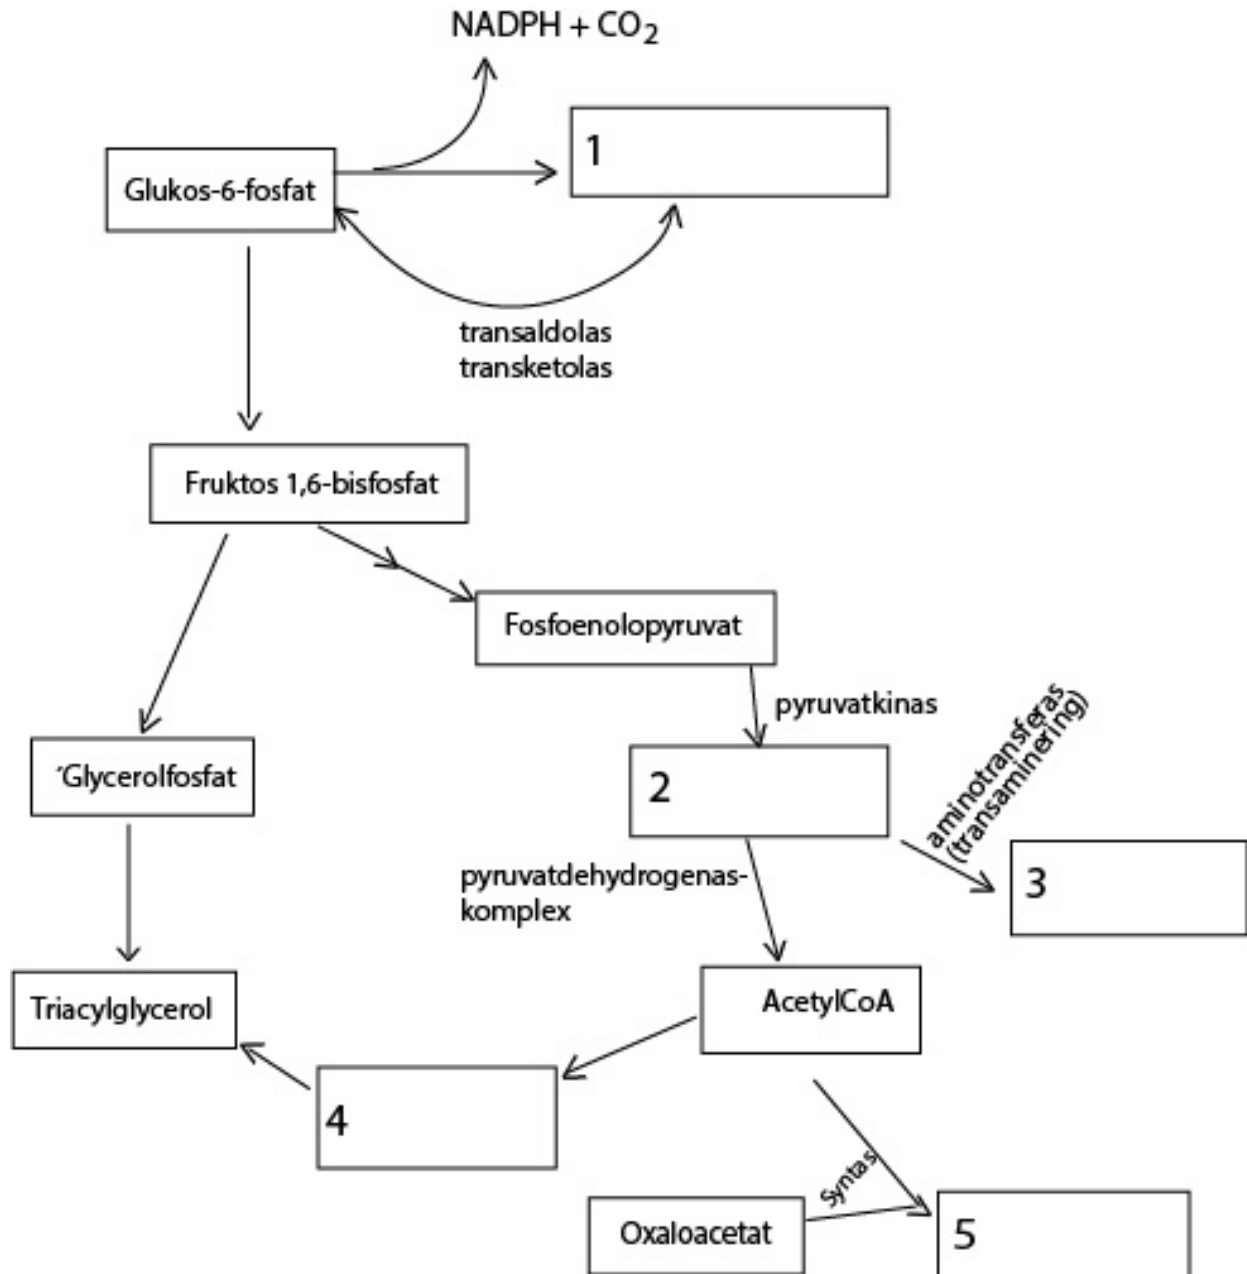 NADPH + CO₂
1
Glukos-6-fosfat
transaldolas
transketolas
Fruktos 1,6-bisfosfat
Fosfoenolopyruvat
pyruvatkinas
aminotransferas
(transaminering)
´Glycerolfosfat
2
3
pyruvatdehydrogenas-
komplex
AcetylCoA
Triacylglycerol
4
Syntas
Oxaloacetat
5